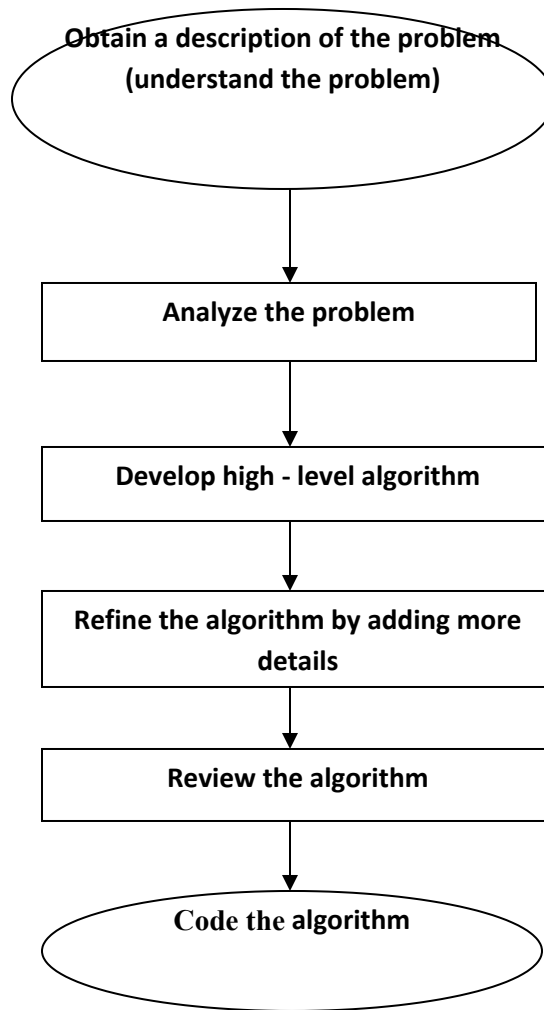 Obtain a description of the problem
(understand the problem)
Analyze the problem
Develop high - level algorithm
Refine the algorithm by adding more
details
Review the algorithm
Code the algorithm